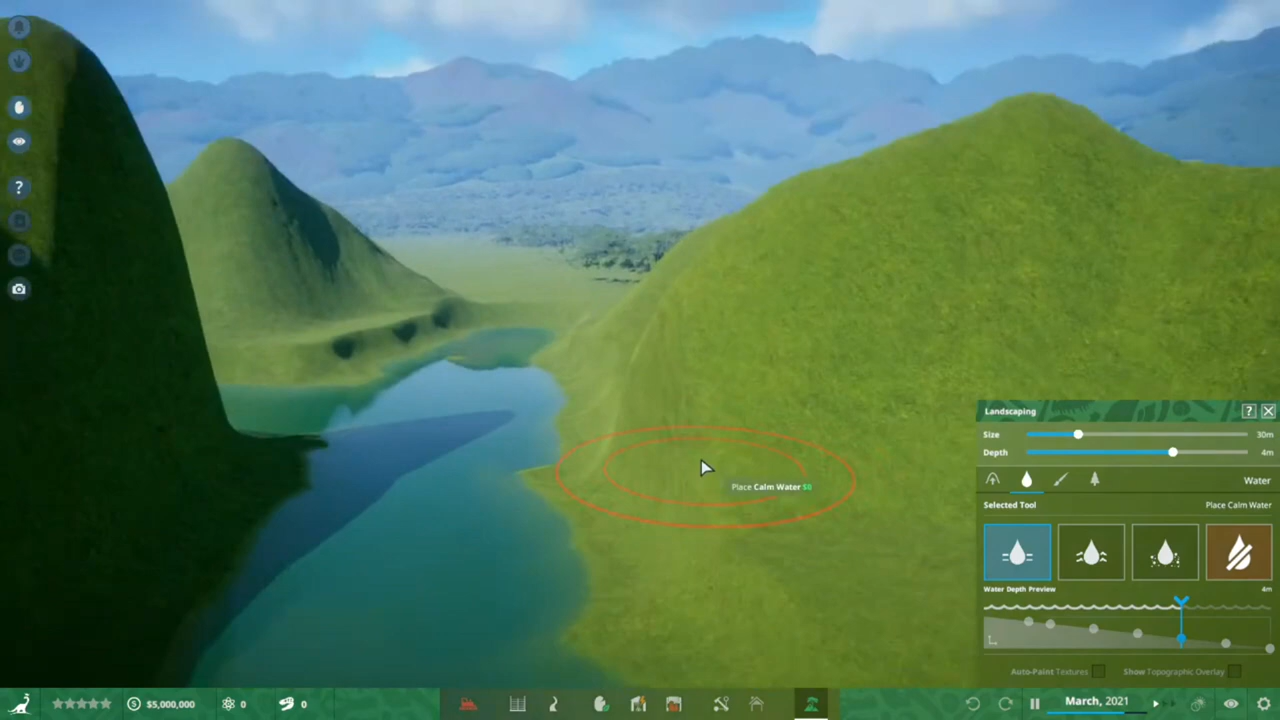 Landscaping
?
Size 30m
Depth 4m
Water
Selected Tool Place Calm Water
Water Depth Preview 4m
Auto-Paint Textures Show Topographic Overlay
Place Calm Water $0
?
$5,000,000 0 0
March, 2021